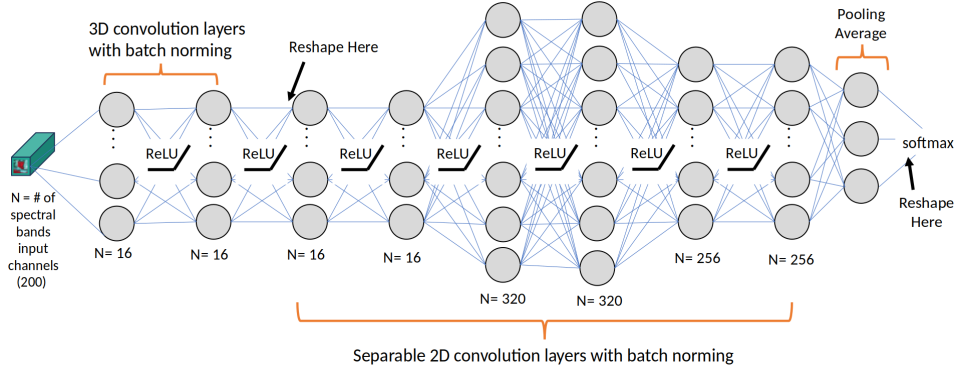 3D convolution layers
with batch norming
Reshape Here
Pooling
Average
ReLU
ReLU
ReLU
ReLU
ReLU
ReLU
ReLU
softmax
N = # of
spectral
bands
input
channels
(200)
Reshape
Here
N= 16
N= 16
N= 16
N= 16
N= 320
N= 320
N= 256
N= 256
Separable 2D convolution layers with batch norming